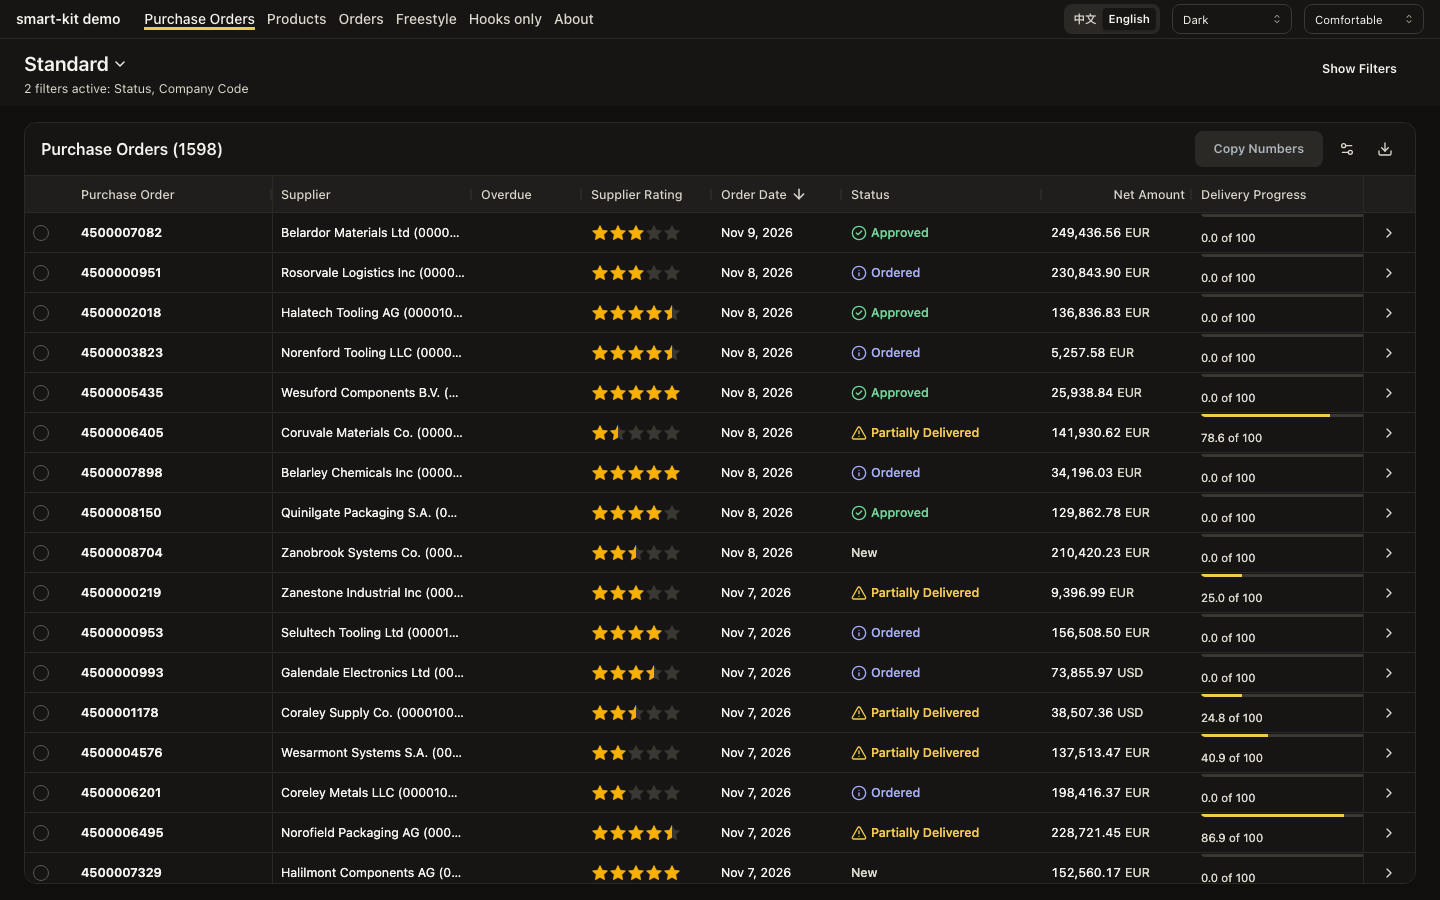 smart-kit demo Purchase Orders Products Orders Freestyle Hooks only About 中文 English Dark Comfortable
Standard
2 filters active: Status, Company Code
Show Filters
Purchase Orders (1598) Copy Numbers
Purchase Order Supplier Overdue Supplier Rating Order Date Status Net Amount Delivery Progress
4500007082 Belardor Materials Ltd (0000... Nov 9, 2026 Approved 249,436.56 EUR 0.0 of 100
4500000951 Rosorvale Logistics Inc (0000... Nov 8, 2026 Ordered 230,843.90 EUR 0.0 of 100
4500002018 Halatech Tooling AG (000010... Nov 8, 2026 Approved 136,836.83 EUR 0.0 of 100
4500003823 Norenford Tooling LLC (0000... Nov 8, 2026 Ordered 5,257.58 EUR 0.0 of 100
4500005435 Wesuford Components B.V. (... Nov 8, 2026 Approved 25,938.84 EUR 0.0 of 100
4500006405 Coruvale Materials Co. (0000... Nov 8, 2026 Partially Delivered 141,930.62 EUR 78.6 of 100
4500007898 Belarley Chemicals Inc (0000... Nov 8, 2026 Ordered 34,196.03 EUR 0.0 of 100
4500008150 Quinilgate Packaging S.A. (0... Nov 8, 2026 Approved 129,862.78 EUR 0.0 of 100
4500008704 Zanobrook Systems Co. (000... Nov 8, 2026 New 210,420.23 EUR 0.0 of 100
4500000219 Zanestone Industrial Inc (000... Nov 7, 2026 Partially Delivered 9,396.99 EUR 25.0 of 100
4500000953 Selultech Tooling Ltd (00001... Nov 7, 2026 Ordered 156,508.50 EUR 0.0 of 100
4500000993 Galendale Electronics Ltd (00... Nov 7, 2026 Ordered 73,855.97 USD 0.0 of 100
4500001178 Coraley Supply Co. (0000100... Nov 7, 2026 Partially Delivered 38,507.36 USD 24.8 of 100
4500004576 Wesarmont Systems S.A. (00... Nov 7, 2026 Partially Delivered 137,513.47 EUR 40.9 of 100
4500006201 Coreley Metals LLC (000010... Nov 7, 2026 Ordered 198,416.37 EUR 0.0 of 100
4500006495 Norofield Packaging AG (000... Nov 7, 2026 Partially Delivered 228,721.45 EUR 86.9 of 100
4500007329 Halilmont Components AG (0... Nov 7, 2026 New 152,560.17 EUR 0.0 of 100